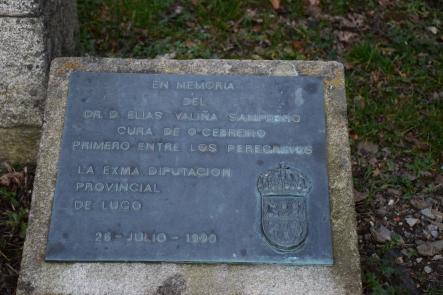 EN MEMORIA
DEL
DR. D. ELIAS VALIÑA SAMPEDRO
CURA DE O'CEBREIRO
PRIMERO ENTRE LOS PEREGRINOS
LA EXMA DIPUTACION
PROVINCIAL
DE LUGO
26 - JULIO - 1990